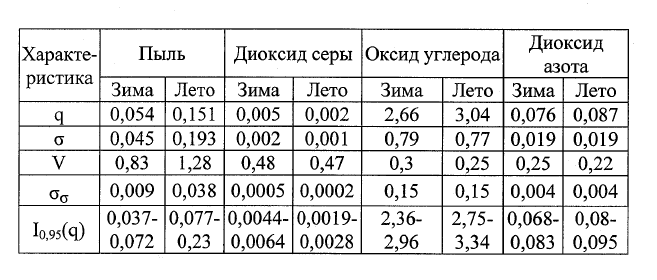 Характе-ристика | Пыль | Диоксид серы | Оксид углерода | Диоксид азота
Зима | Лето | Зима | Лето | Зима | Лето | Зима | Лето
q | 0,054 | 0,151 | 0,005 | 0,002 | 2,66 | 3,04 | 0,076 | 0,087
σ | 0,045 | 0,193 | 0,002 | 0,001 | 0,79 | 0,77 | 0,019 | 0,019
V | 0,83 | 1,28 | 0,48 | 0,47 | 0,3 | 0,25 | 0,25 | 0,22
σσ | 0,009 | 0,038 | 0,0005 | 0,0002 | 0,15 | 0,15 | 0,004 | 0,004
I0,95(q) | 0,037-0,072 | 0,077-0,23 | 0,0044-0,0064 | 0,0019-0,0028 | 2,36-2,96 | 2,75-3,34 | 0,068-0,083 | 0,08-0,095